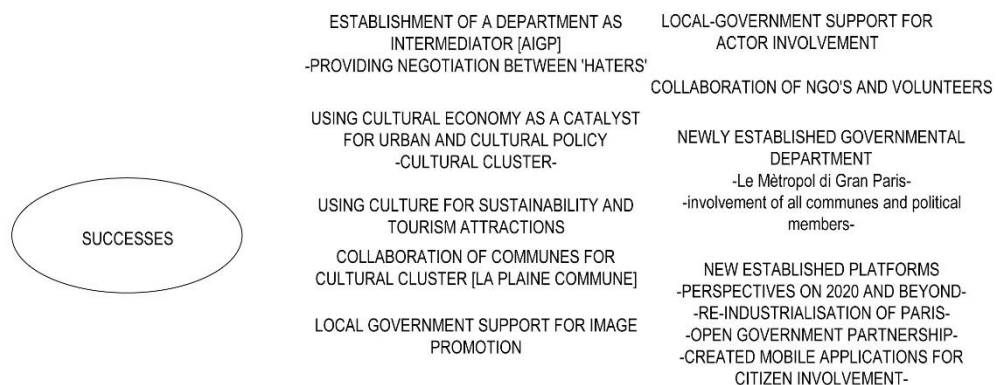 SUCCESSES
ESTABLISHMENT OF A DEPARTMENT AS
INTERMEDIATOR [AIGP]
-PROVIDING NEGOTIATION BETWEEN 'HATERS'
USING CULTURAL ECONOMY AS A CATALYST
FOR URBAN AND CULTURAL POLICY
-CULTURAL CLUSTER-
USING CULTURE FOR SUSTAINABILITY AND
TOURISM ATTRACTIONS
COLLABORATION OF COMMUNES FOR
CULTURAL CLUSTER [LA PLAINE COMMUNE]
LOCAL GOVERNMENT SUPPORT FOR IMAGE
PROMOTION
LOCAL-GOVERNMENT SUPPORT FOR
ACTOR INVOLVEMENT
COLLABORATION OF NGO'S AND VOLUNTEERS
NEWLY ESTABLISHED GOVERNMENTAL
DEPARTMENT
-Le Mètropol di Gran Paris-
-involvement of all communes and political
members-
NEW ESTABLISHED PLATFORMS
-PERSPECTIVES ON 2020 AND BEYOND-
-RE-INDUSTRIALISATION OF PARIS-
-OPEN GOVERNMENT PARTNERSHIP-
-CREATED MOBILE APPLICATIONS FOR
CITIZEN INVOLVEMENT-